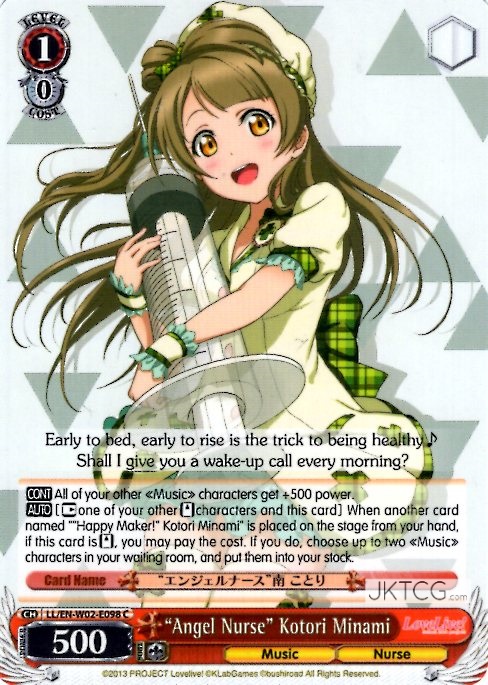 LEVEL
1
0
COST
Early to bed, early to rise is the trick to being healthy♪
Shall I give you a wake-up call every morning?
CONT All of your other «Music» characters get +500 power.
AUTO [ one of your other characters and this card] When another card
named ""Happy Maker!" Kotori Minami" is placed on the stage from your hand,
if this card is , you may pay the cost. If you do, choose up to two «Music»
characters in your waiting room, and put them into your stock.
Card Name "エンジェルナース"南 ことり
JKTCG.com
CH LL/EN-W02-E098 C
POWER 500 SOUL
"Angel Nurse" Kotori Minami LoveLive!
Music Nurse
©2013 PROJECT Lovelive! ©KLabGames ©bushiroad All Rights Reserved.